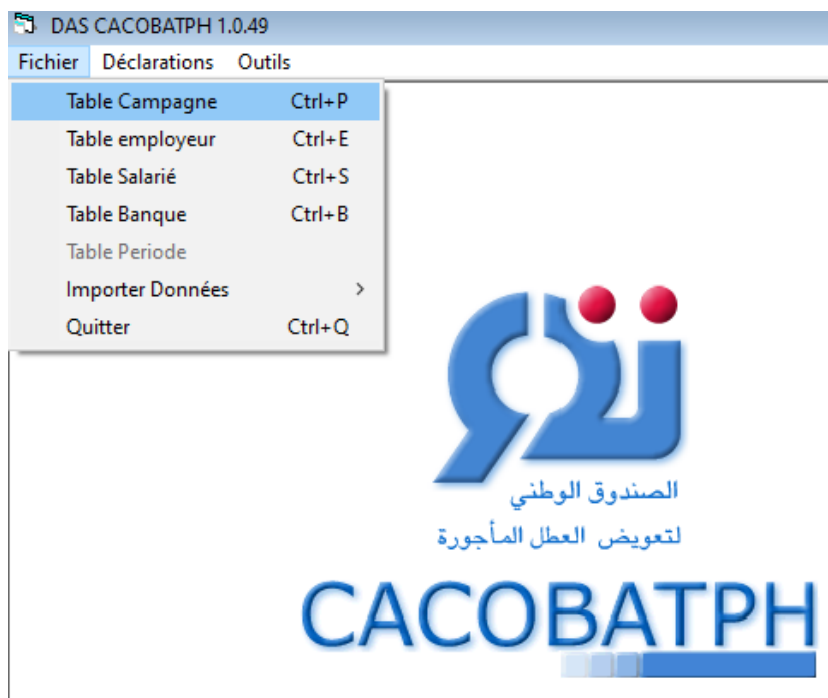 DAS CACOBATPH 1.0.49
Fichier Déclarations Outils
Table Campagne Ctrl+P
Table employeur Ctrl+E
Table Salarié Ctrl+S
Table Banque Ctrl+B
Table Periode
Importer Données >
Quitter Ctrl+Q
الصندوق الوطني
لتعويض العطل المأجورة
CACOBATPH